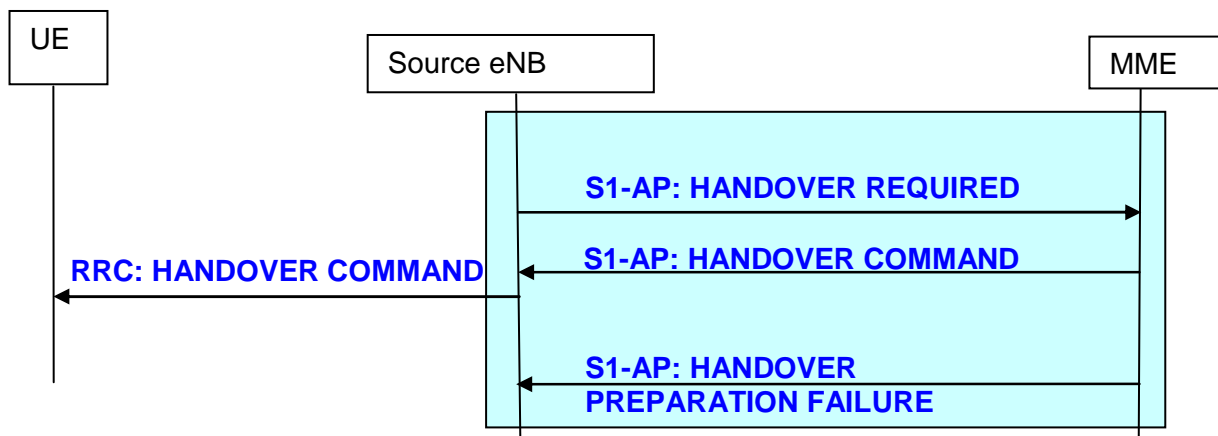 UE
Source eNB
MME
S1-AP: HANDOVER REQUIRED
S1-AP: HANDOVER COMMAND
RRC: HANDOVER COMMAND
S1-AP: HANDOVER
PREPARATION FAILURE